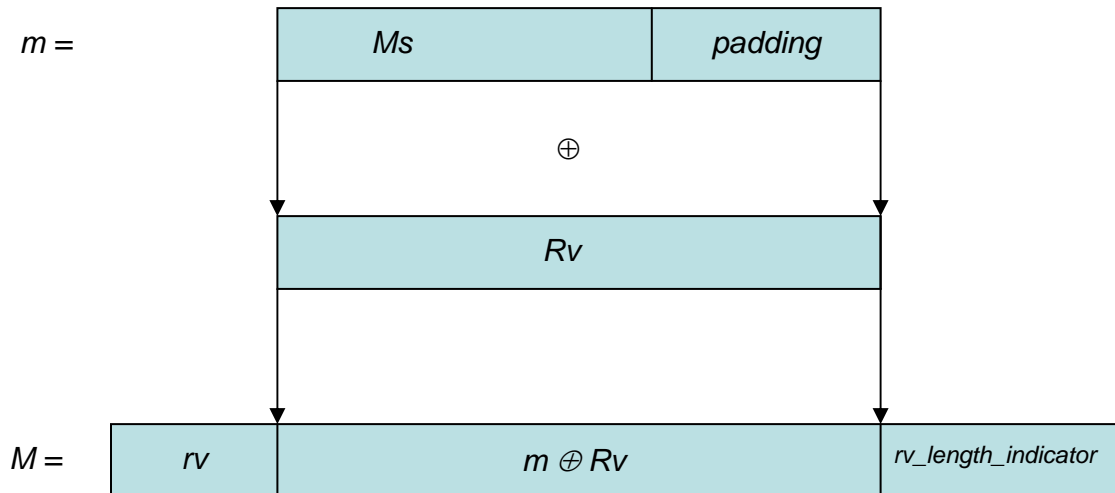 m = Ms padding
⊕
Rv
M = rv m ⊕ Rv rv_length_indicator